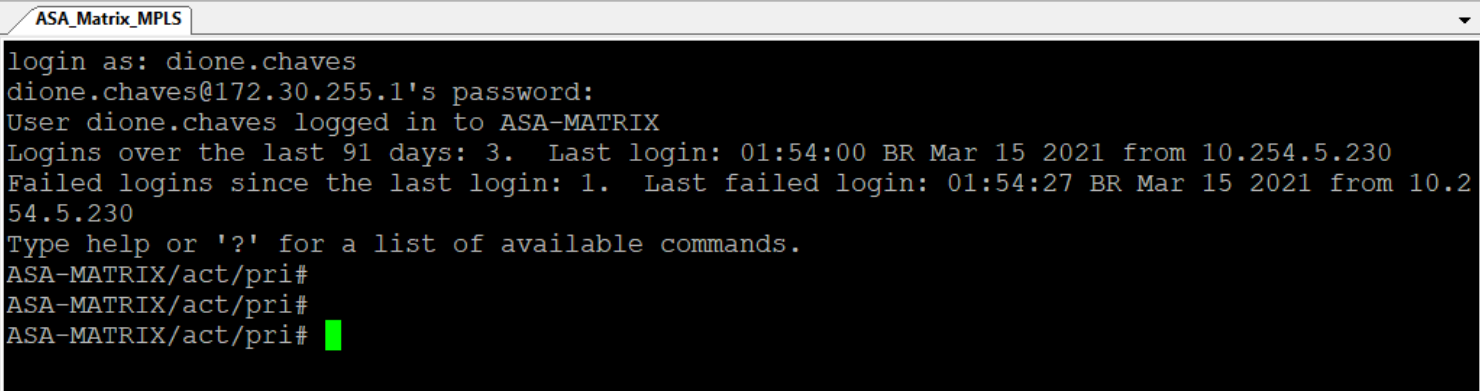 ASA_Matrix_MPLS
login as: dione.chaves
dione.chaves@172.30.255.1's password:
User dione.chaves logged in to ASA-MATRIX
Logins over the last 91 days: 3.  Last login: 01:54:00 BR Mar 15 2021 from 10.254.5.230
Failed logins since the last login: 1.  Last failed login: 01:54:27 BR Mar 15 2021 from 10.2
54.5.230
Type help or '?' for a list of available commands.
ASA-MATRIX/act/pri#
ASA-MATRIX/act/pri#
ASA-MATRIX/act/pri#